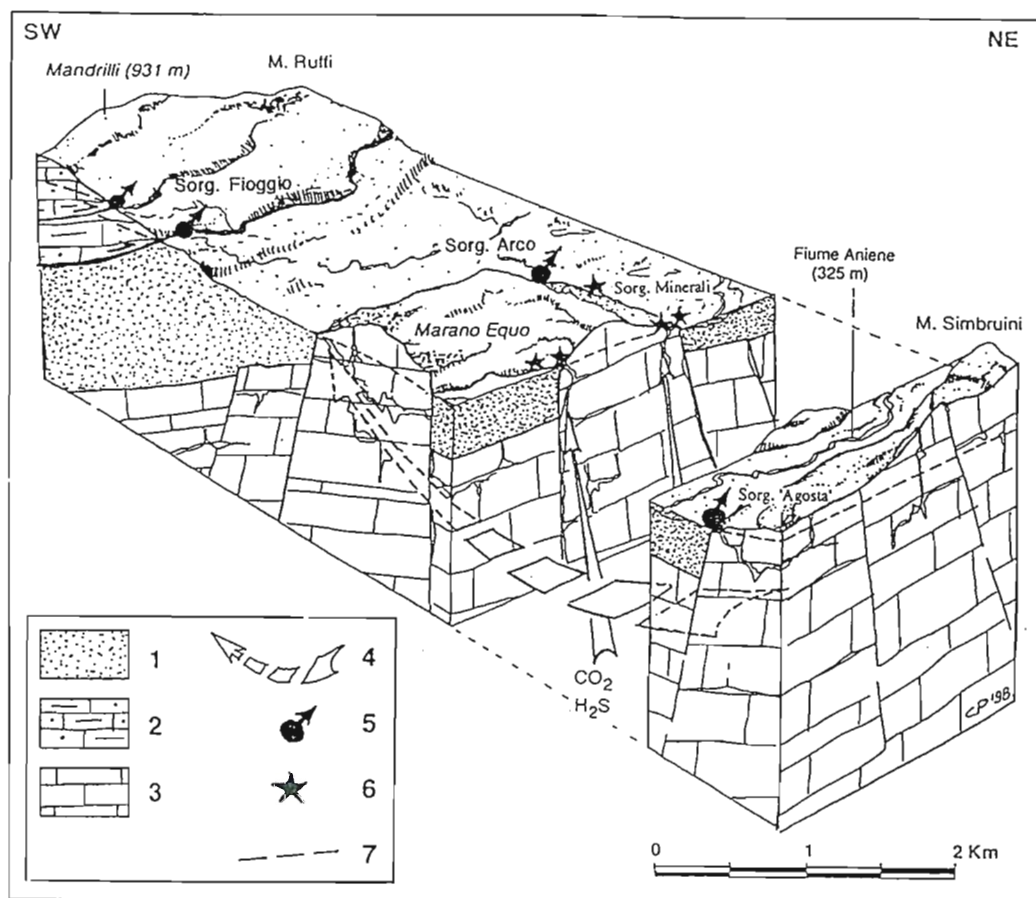 SW
NE
Mandrilli (931 m)
M. Ruffi
Sorg. Fioggio
Sorg. Arco
Sorg. Minerali
Fiume Aniene
(325 m)
Marano Equo
M. Simbruini
Sorg. 'Agosta'
CO2
H2S
CP '98
1
2
3
4
5
6
7
0 1 2 Km